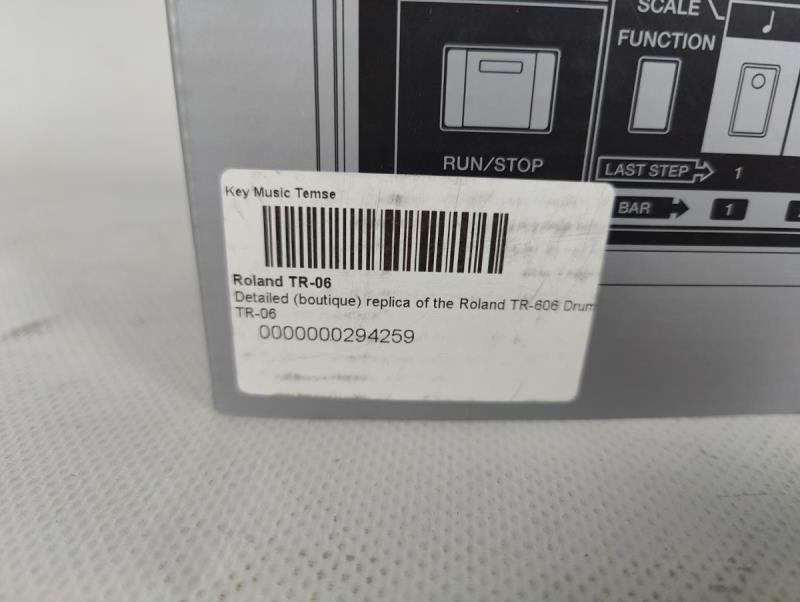 SCALE
FUNCTION
RUN/STOP
LAST STEP 1
BAR 1
Key Music Temse
Roland TR-06
Detailed (boutique) replica of the Roland TR-606 Drum
TR-06
0000000294259